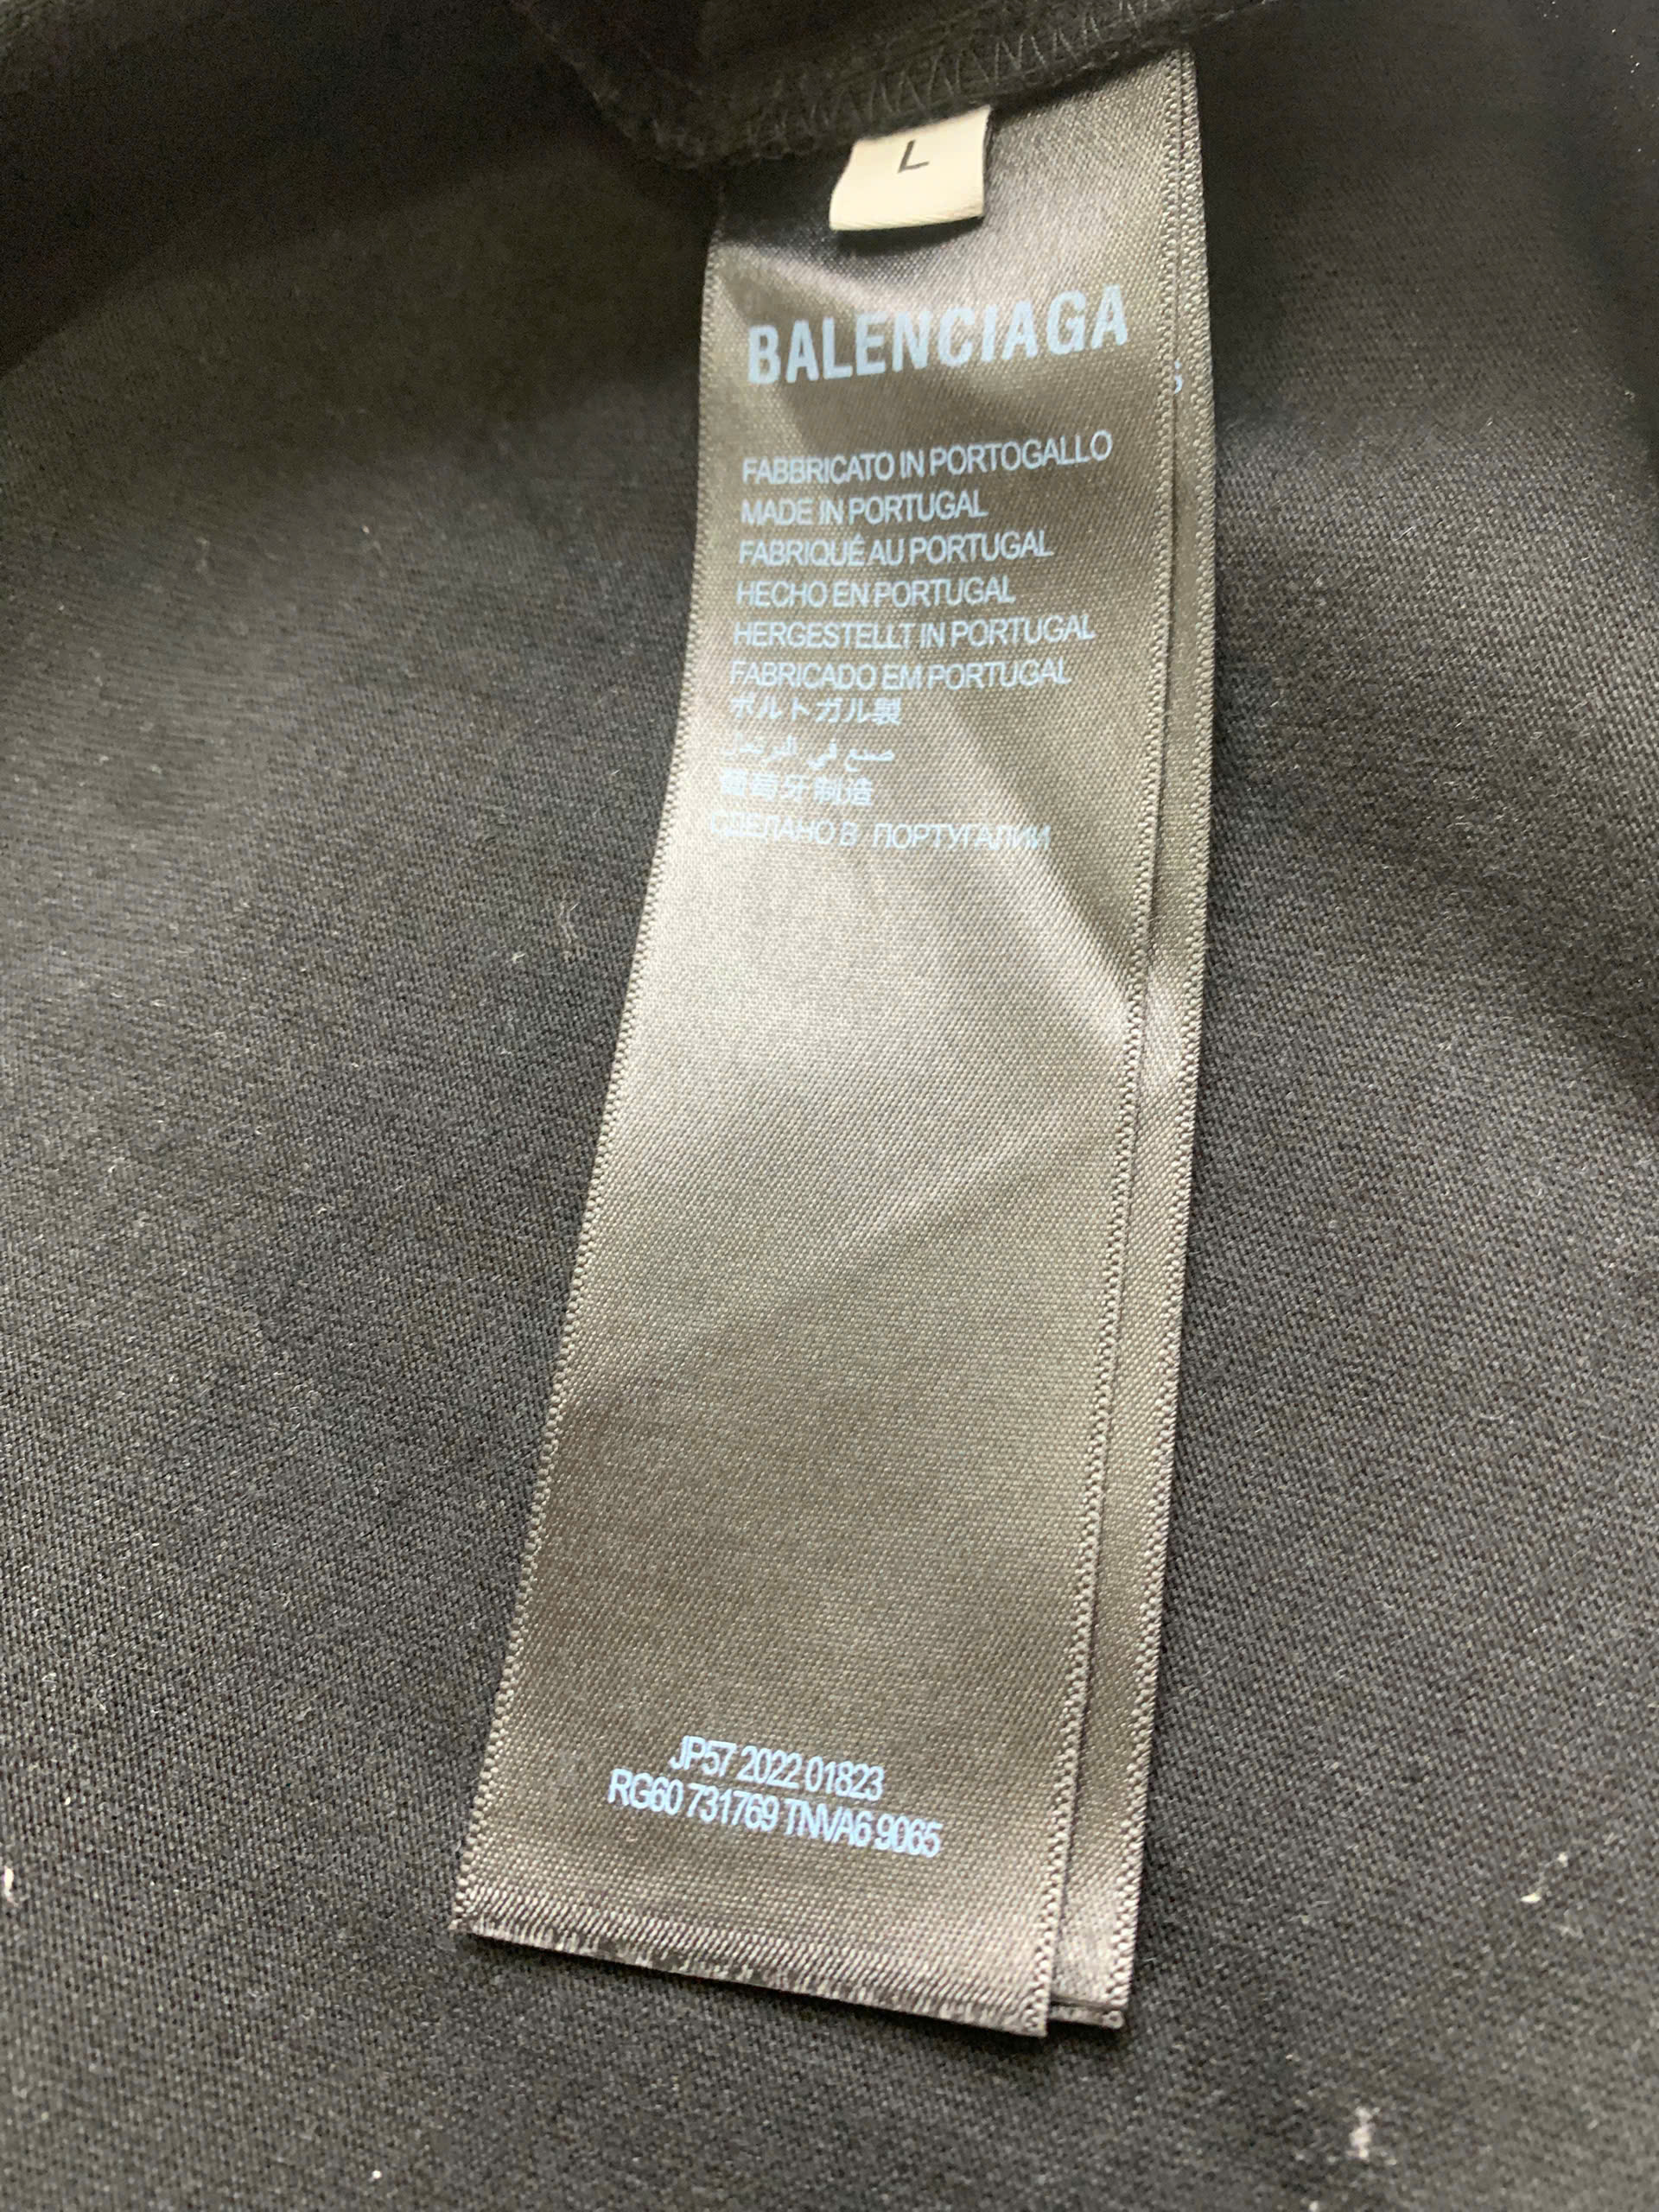 L
BALENCIAGA
FABBRICATO IN PORTOGALLO
MADE IN PORTUGAL
FABRIQUÉ AU PORTUGAL
HECHO EN PORTUGAL
HERGESTELLT IN PORTUGAL
FABRICADO EM PORTUGAL
ポルトガル製
صنع في
葡萄牙制造
СДЕЛАНО В ПОРТУГАЛИИ
JP57 2022 01823
RG60 731769 TNVA6 9065